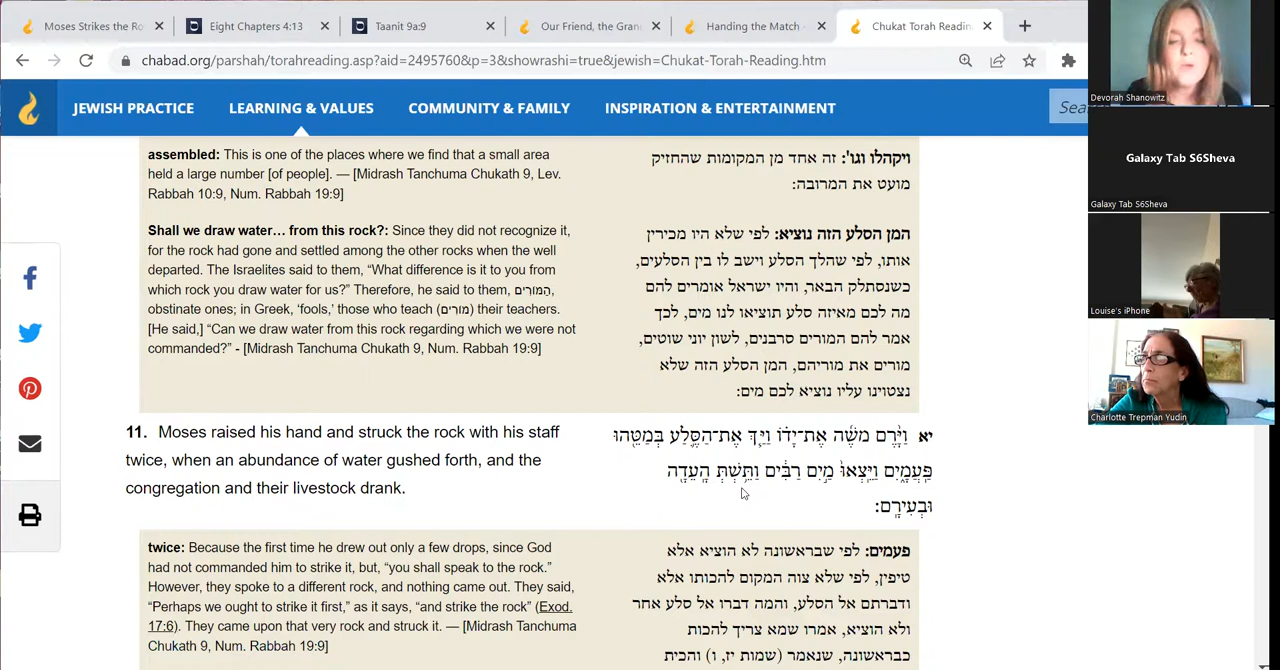 Moses Strikes the Ro
Eight Chapters 4:13
Taanit 9a:9
Our Friend, the Gran
Handing the Match -
Chukat Torah Readin
chabad.org/parshah/torahreading.asp?aid=2495760&p=3&showrashi=true&jewish=Chukat-Torah-Reading.htm
JEWISH PRACTICE
LEARNING & VALUES
COMMUNITY & FAMILY
INSPIRATION & ENTERTAINMENT
Sea
assembled: This is one of the places where we find that a small area
held a large number [of people]. — [Midrash Tanchuma Chukath 9, Lev.
Rabbah 10:9, Num. Rabbah 19:9]
ויקהלו וגו': זה אחד מן המקומות שהחזיק
מועט את המרובה:
Shall we draw water… from this rock?: Since they did not recognize it,
for the rock had gone and settled among the other rocks when the well
departed. The Israelites said to them, “What difference is it to you from
which rock you draw water for us?” Therefore, he said to them, הַמּוֹרִים,
obstinate ones; in Greek, ‘fools,’ those who teach (מורים) their teachers.
[He said,] “Can we draw water from this rock regarding which we were not
commanded?” - [Midrash Tanchuma Chukath 9, Num. Rabbah 19:9]
המן הסלע הזה נוציא: לפי שלא היו מכירין
אותו, לפי שהלך הסלע וישב לו בין הסלעים,
כשנסתלק הבאר, והיו ישראל אומרים להם
מה לכם מאיזה סלע תוציאו לנו מים, לכך
אמר להם המורים סרבנים, לשון יוני שוטים,
מורים את מוריהם, המן הסלע הזה שלא
נצטוינו עליו נוציא לכם מים:
11. Moses raised his hand and struck the rock with his staff
twice, when an abundance of water gushed forth, and the
congregation and their livestock drank.
יא וַיָּ֨רֶם משֶׁ֜ה אֶת־יָד֗וֹ וַיַּ֧ךְ אֶת־הַסֶּ֛לַע בְּמַטֵּ֖הוּ
פַּֽעֲמָ֑יִם וַיֵּֽצְאוּ֙ מַ֣יִם רַבִּ֔ים וַתֵּ֥שְׁתְּ הָֽעֵדָ֖ה
וּבְעִירָֽם:
twice: Because the first time he drew out only a few drops, since God
had not commanded him to strike it, but, “you shall speak to the rock.”
However, they spoke to a different rock, and nothing came out. They said,
“Perhaps we ought to strike it first,” as it says, “and strike the rock” (Exod.
17:6). They came upon that very rock and struck it. — [Midrash Tanchuma
Chukath 9, Num. Rabbah 19:9]
פעמים: לפי שבראשונה לא הוציא אלא
טיפין, לפי שלא צוה המקום להכותו אלא
ודברתם אל הסלע, והמה דברו אל סלע אחר
ולא הוציא, אמרו שמא צריך להכות
כבראשונה, שנאמר (שמות יז, ו) והכית
Devorah Shanowitz
Galaxy Tab S6Sheva
Galaxy Tab S6Sheva
Louise's iPhone
Charlotte Trepman Yudin